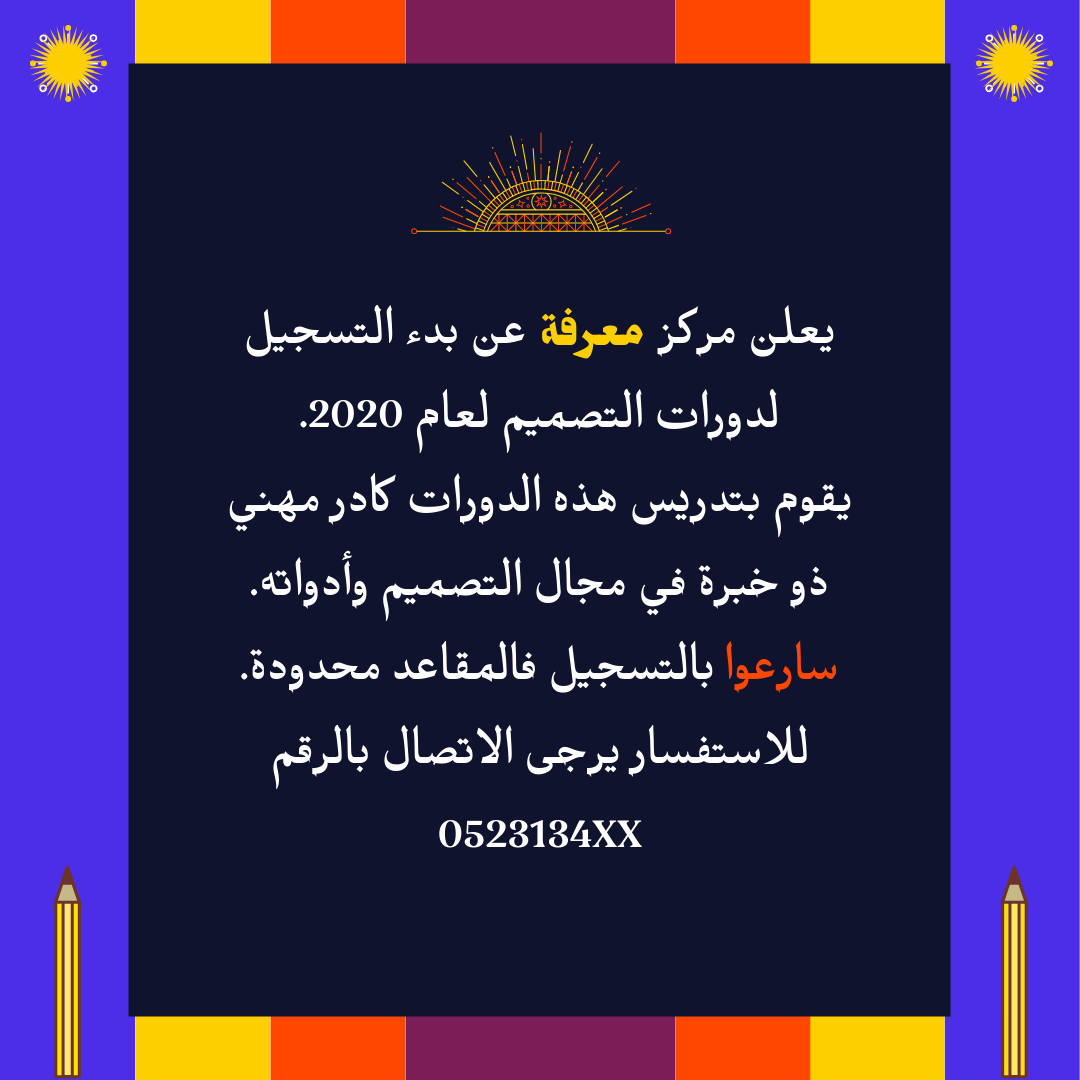 يعلن مركز معرفة عن بدء التسجيل
لدورات التصميم لعام 2020.
يقوم بتدريس هذه الدورات كادر مهني
ذو خبرة في مجال التصميم وأدواته.
سارعوا بالتسجيل فالمقاعد محدودة.
للاستفسار يرجى الاتصال بالرقم
0523134XX